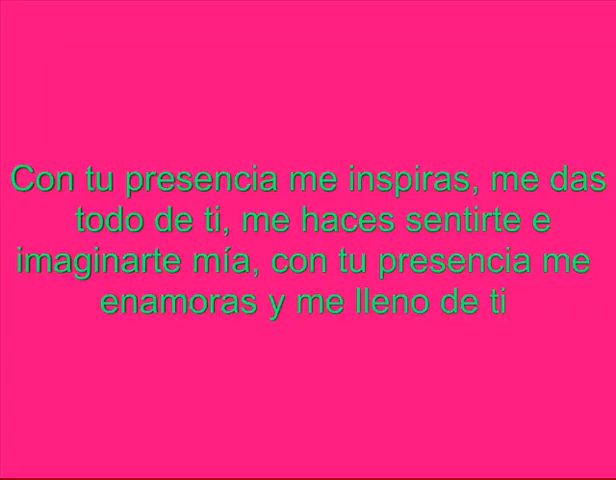 Con tu presencia me inspiras, me das
todo de ti, me haces sentirte e
imaginarte mía, con tu presencia me
enamoras y me lleno de ti